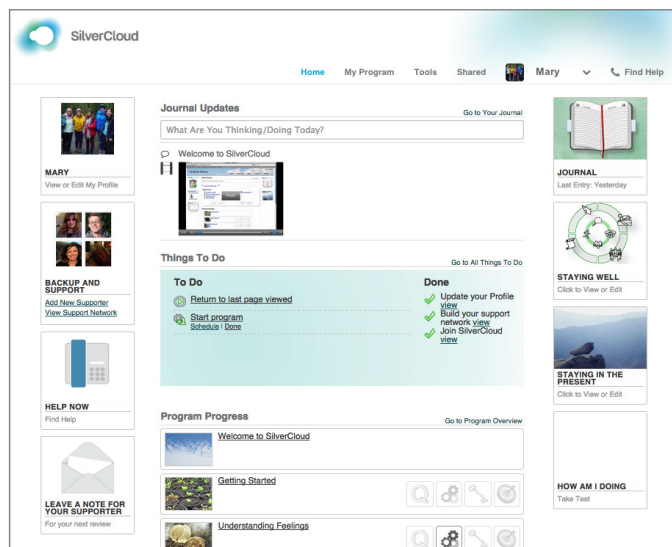 SilverCloud
Home My Program Tools Shared Mary Find Help
MARY
View or Edit My Profile
BACKUP AND
SUPPORT
Add New Supporter
View Support Network
HELP NOW
Find Help
LEAVE A NOTE FOR
YOUR SUPPORTER
For your next review
Journal Updates
Go to Your Journal
What Are You Thinking/Doing Today?
Welcome to SilverCloud
Things To Do
Go to All Things To Do
To Do
Return to last page viewed
Start program
Schedule | Done
Done
Update your Profile
view
Build your support
network view
Join SilverCloud
view
Program Progress
Go to Program Overview
Welcome to SilverCloud
Getting Started
Understanding Feelings
JOURNAL
Last Entry: Yesterday
STAYING WELL
Click to View or Edit
STAYING IN THE
PRESENT
Click to View or Edit
HOW AM I DOING
Take Test